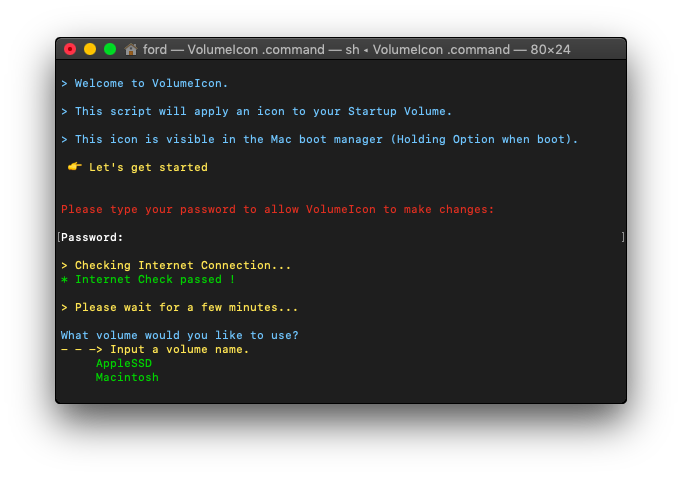 ford — VolumeIcon .command — sh ◂ VolumeIcon .command — 80×24
> Welcome to VolumeIcon.
> This script will apply an icon to your Startup Volume.
> This icon is visible in the Mac boot manager (Holding Option when boot).
👉 Let's get started
Please type your password to allow VolumeIcon to make changes:
[Password: ]
> Checking Internet Connection...
* Internet Check passed !
> Please wait for a few minutes...
What volume would you like to use?
— — —> Input a volume name.
AppleSSD
Macintosh